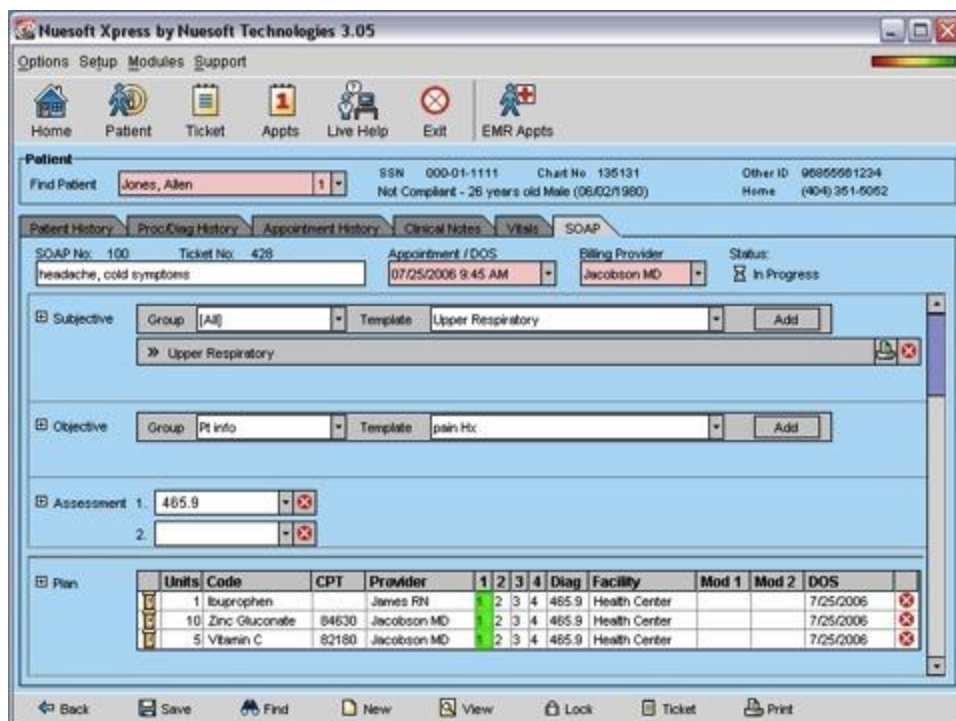 Nuesoft Xpress by Nuesoft Technologies 3.05
Options Setup Modules Support
Home Patient Ticket Appts Live Help Exit EMR Appts
Patient
Find Patient Jones, Allen 1 SSN 000-01-1111 Chart No 135131 Other ID 96855561234
Not Compliant - 26 years old Male (06/02/1980) Home (404) 351-5052
Patient History Proc/Diag History Appointment History Clinical Notes Vitals SOAP
SOAP No: 100 Ticket No: 428 Appointment / DOS Billing Provider Status:
headache, cold symptoms 07/25/2006 9:45 AM Jacobson MD In Progress
Subjective Group [All] Template Upper Respiratory Add
» Upper Respiratory
Objective Group Pt info Template pain Hx Add
Assessment 1. 465.9
2.
Plan Units Code CPT Provider 1 2 3 4 Diag Facility Mod 1 Mod 2 DOS
1 Ibuprophen James RN 1 2 3 4 465.9 Health Center 7/25/2006
10 Zinc Gluconate 84630 Jacobson MD 1 2 3 4 465.9 Health Center 7/25/2006
5 Vitamin C 82180 Jacobson MD 1 2 3 4 465.9 Health Center 7/25/2006
Back Save Find New View Lock Ticket Print